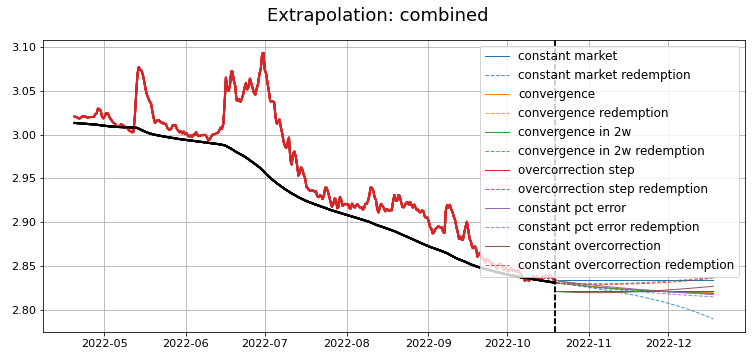 Extrapolation: combined
3.10
3.05
3.00
2.95
2.90
2.85
2.80
constant market
constant market redemption
convergence
convergence redemption
convergence in 2w
convergence in 2w redemption
overcorrection step
overcorrection step redemption
constant pct error
constant pct error redemption
constant overcorrection
constant overcorrection redemption
2022-05 2022-06 2022-07 2022-08 2022-09 2022-10 2022-11 2022-12